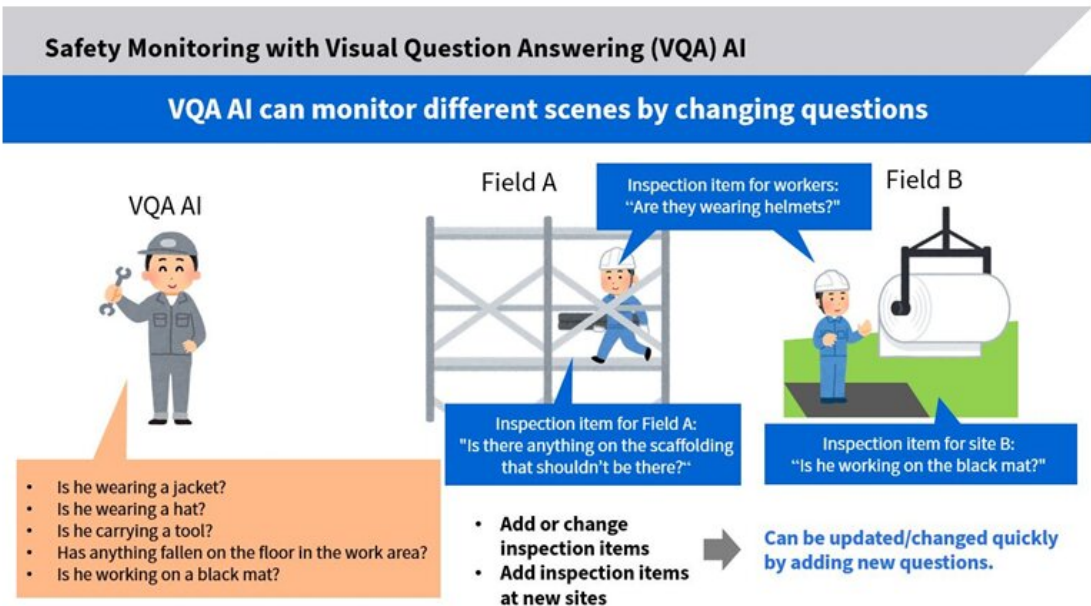 Safety Monitoring with Visual Question Answering (VQA) AI
VQA AI can monitor different scenes by changing questions
VQA AI
• Is he wearing a jacket?
• Is he wearing a hat?
• Is he carrying a tool?
• Has anything fallen on the floor in the work area?
• Is he working on a black mat?
Field A
Inspection item for workers:
“Are they wearing helmets?"
Field B
Inspection item for Field A:
"Is there anything on the scaffolding
that shouldn't be there?“
Inspection item for site B:
“Is he working on the black mat?"
• Add or change
inspection items
• Add inspection items
at new sites
Can be updated/changed quickly
by adding new questions.